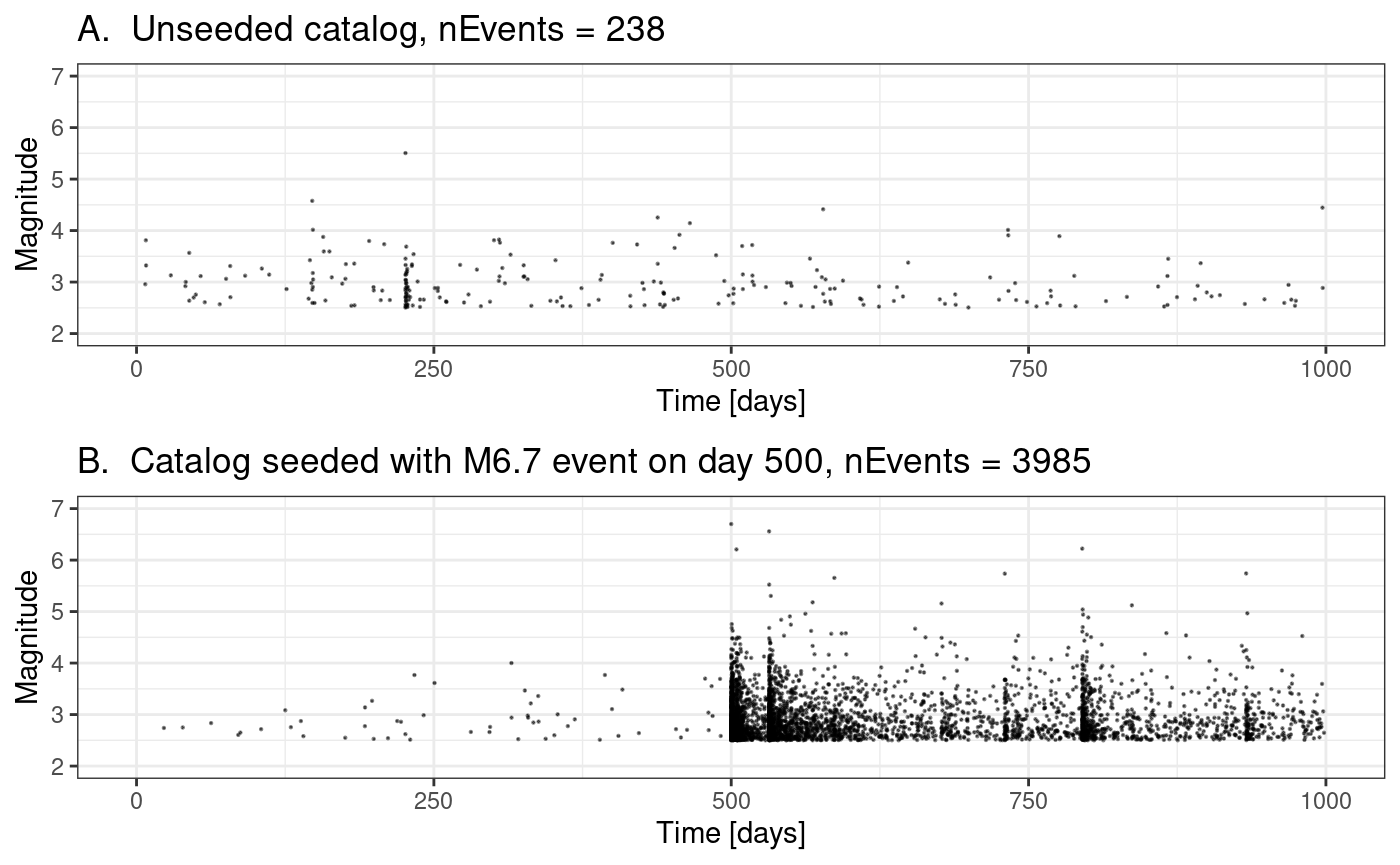 A.  Unseeded catalog, nEvents = 238
7
6
5
4
3
2
Magnitude
0 250 500 750 1000
Time [days]
B.  Catalog seeded with M6.7 event on day 500, nEvents = 3985
7
6
5
4
3
2
Magnitude
0 250 500 750 1000
Time [days]